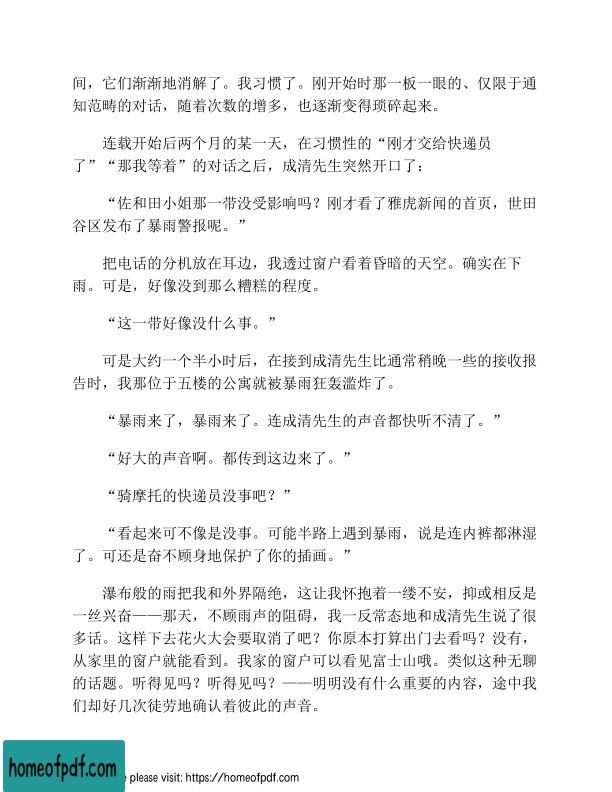 间，它们渐渐地消解了。我习惯了。刚开始时那一板一眼的、仅限于通
知范畴的对话，随着次数的增多，也逐渐变得琐碎起来。
连载开始后两个月的某一天，在习惯性的“刚才交给快递员
了”“那我等着”的对话之后，成清先生突然开口了：
“佐和田小姐那一带没受影响吗？刚才看了雅虎新闻的首页，世田
谷区发布了暴雨警报呢。”
把电话的分机放在耳边，我透过窗户看着昏暗的天空。确实在下
雨。可是，好像没到那么糟糕的程度。
“这一带好像没什么事。”
可是大约一个半小时后，在接到成清先生比通常稍晚一些的接收报
告时，我那位于五楼的公寓就被暴雨狂轰滥炸了。
“暴雨来了，暴雨来了。连成清先生的声音都快听不清了。”
“好大的声音啊。都传到这边来了。”
“骑摩托的快递员没事吧？”
“看起来可不像是没事。可能半路上遇到暴雨，说是连内裤都淋湿
了。可还是奋不顾身地保护了你的插画。”
瀑布般的雨把我和外界隔绝，这让我怀抱着一缕不安，抑或相反是
一丝兴奋——那天，不顾雨声的阻碍，我一反常态地和成清先生说了很
多话。这样下去花火大会要取消了吧？你原本打算出门去看吗？没有，
从家里的窗户就能看到。我家的窗户可以看见富士山哦。类似这种无聊
的话题。听得见吗？听得见吗？——明明没有什么重要的内容，途中我
们却好几次徒劳地确认着彼此的声音。
homeofpdf.com
please visit: https://homeofpdf.com